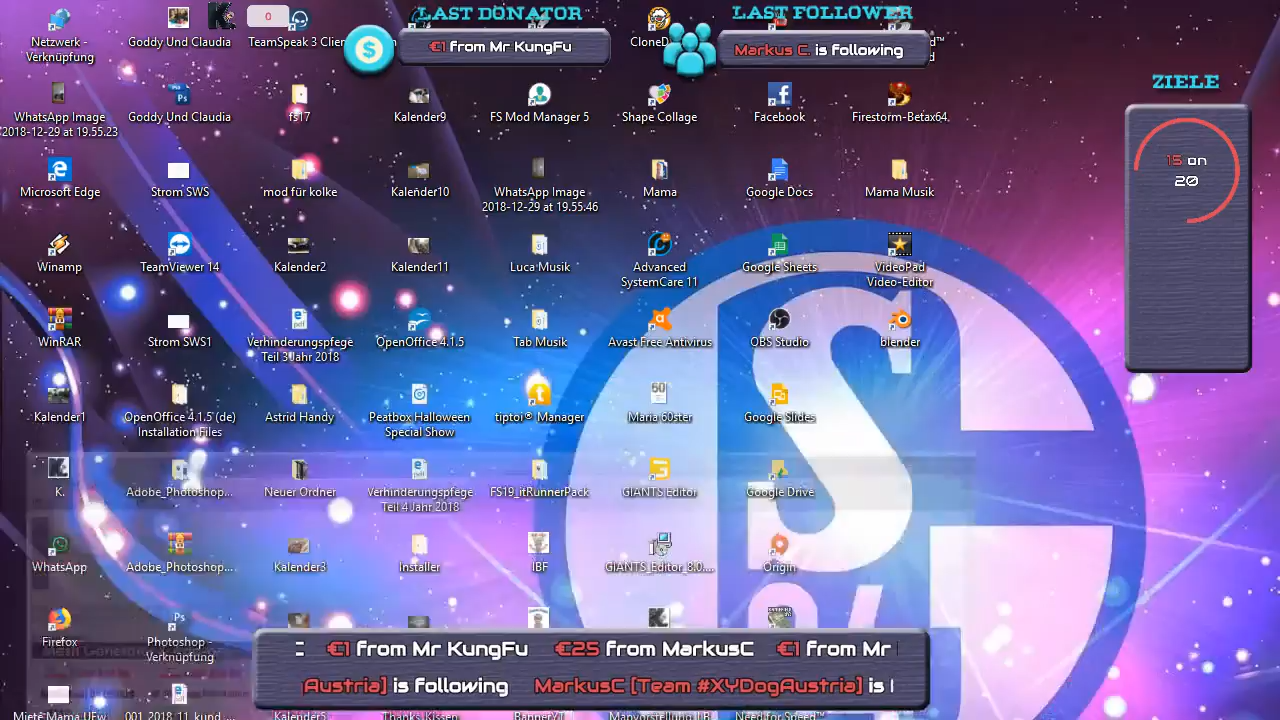 LAST DONATOR
€1 from Mr KungFu
LAST FOLLOWER
Markus C. is following
ZIELE
15 on
20
0
Netzwerk -
Verknüpfung
Goddy Und Claudia
TeamSpeak 3 Clien
WhatsApp Image
2018-12-29 at 19.55.23
Goddy Und Claudia
fs17
Kalender9
FS Mod Manager 5
Shape Collage
Facebook
Firestorm-Betax64.
Microsoft Edge
Strom SWS
mod für kolke
Kalender10
WhatsApp Image
2018-12-29 at 19.55.46
Mama
Google Docs
Mama Musik
Winamp
TeamViewer 14
Kalender2
Kalender11
Luca Musik
Advanced
SystemCare 11
Google Sheets
VideoPad
Video-Editor
WinRAR
Strom SWS1
Verhinderungspfege
Teil 3 Jahr 2018
OpenOffice 4.1.5
Tab Musik
Avast Free Antivirus
OBS Studio
blender
Kalender1
OpenOffice 4.1.5 (de)
Installation Files
Astrid Handy
Peatbox Halloween
Special Show
tiptoi® Manager
Maria 60ster
Google Slides
K.
Adobe_Photoshop...
Neuer Ordner
Verhinderungspfege
Teil 4 Jahr 2018
FS19_itRunnerPack
GIANTS Editor
Google Drive
WhatsApp
Adobe_Photoshop...
Kalender3
Installer
IBF
GIANTS_Editor_8.0....
Origin
Firefox
Photoshop -
Verknüpfung
€1 from Mr KungFu €25 from MarkusC €1 from Mr
Austria] is following MarkusC [Team #XYDogAustria] is
001_2018_11_kund...
Kalender5